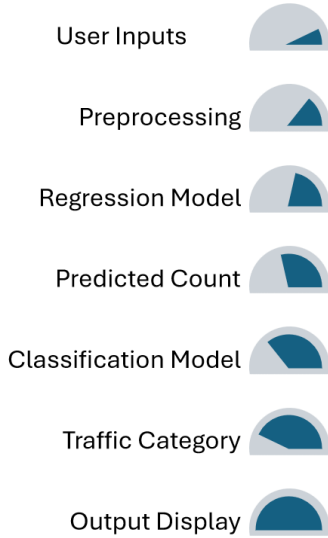 User Inputs
Preprocessing
Regression Model
Predicted Count
Classification Model
Traffic Category
Output Display